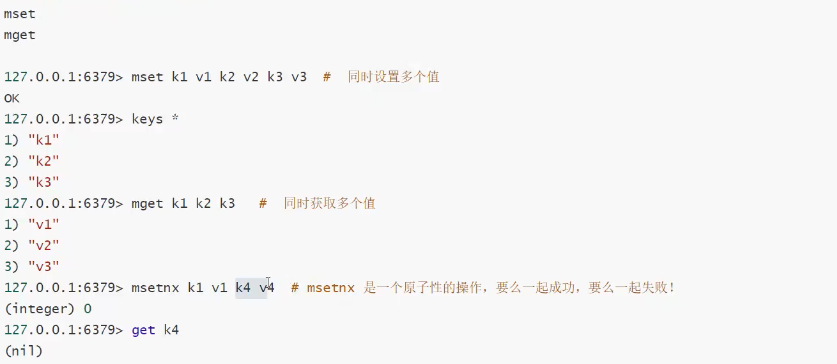 mset
mget
127.0.0.1:6379> mset k1 v1 k2 v2 k3 v3  #  同时设置多个值
OK
127.0.0.1:6379> keys *
1) "k1"
2) "k2"
3) "k3"
127.0.0.1:6379> mget k1 k2 k3   #  同时获取多个值
1) "v1"
2) "v2"
3) "v3"
127.0.0.1:6379> msetnx k1 v1 k4 v4  # msetnx 是一个原子性的操作，要么一起成功，要么一起失败！
(integer) 0
127.0.0.1:6379> get k4
(nil)